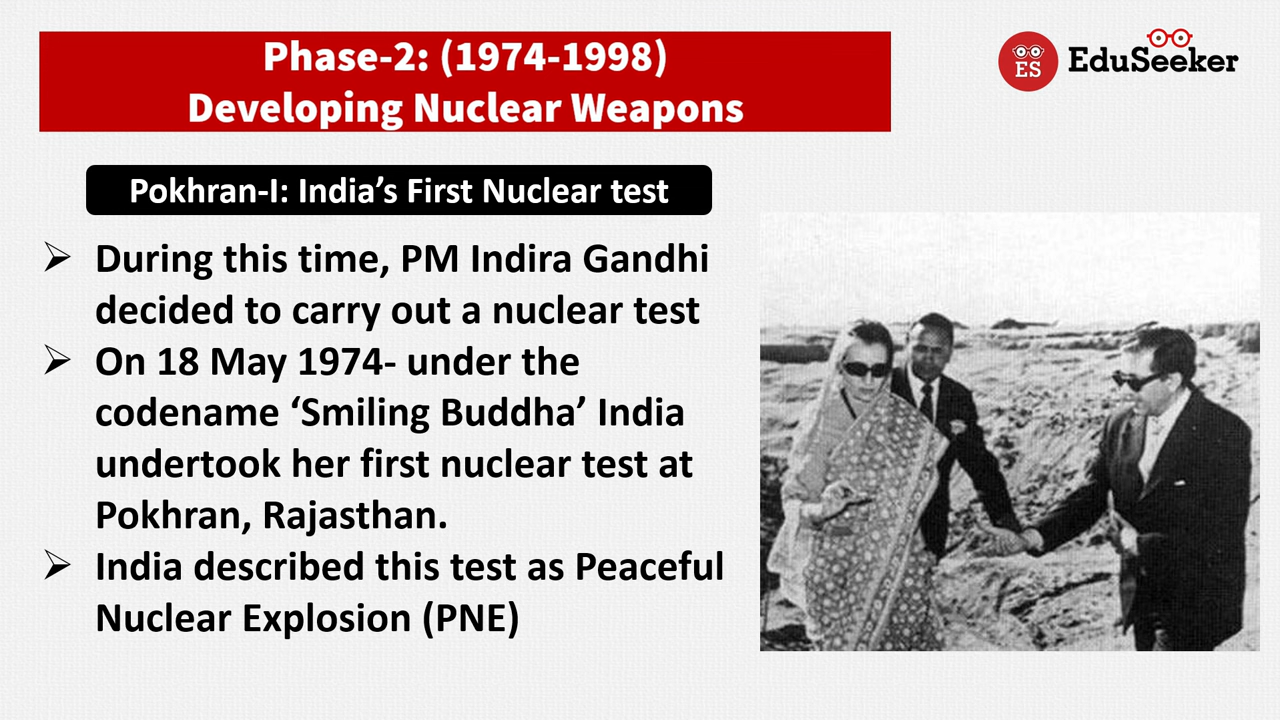 Phase-2: (1974-1998)
Developing Nuclear Weapons
ES
EduSeeker
Pokhran-I: India’s First Nuclear test
➢ During this time, PM Indira Gandhi
decided to carry out a nuclear test
➢ On 18 May 1974- under the
codename ‘Smiling Buddha’ India
undertook her first nuclear test at
Pokhran, Rajasthan.
➢ India described this test as Peaceful
Nuclear Explosion (PNE)